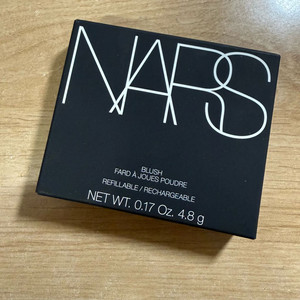 NARS
BLUSH
FARD À JOUES POUDRE
REFILLABLE / RECHARGEABLE
NET WT. 0.17 Oz. 4.8 g